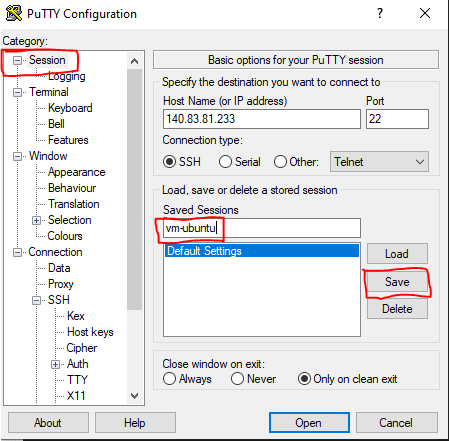 PuTTY Configuration
?
Category:
Session
Logging
Terminal
Keyboard
Bell
Features
Window
Appearance
Behaviour
Translation
Selection
Colours
Connection
Data
Proxy
SSH
Kex
Host keys
Cipher
Auth
TTY
X11
Basic options for your PuTTY session
Specify the destination you want to connect to
Host Name (or IP address) Port
140.83.81.233 22
Connection type:
SSH Serial Other: Telnet
Load, save or delete a stored session
Saved Sessions
vm-ubuntu
Default Settings
Load
Save
Delete
Close window on exit:
Always Never Only on clean exit
About Help Open Cancel